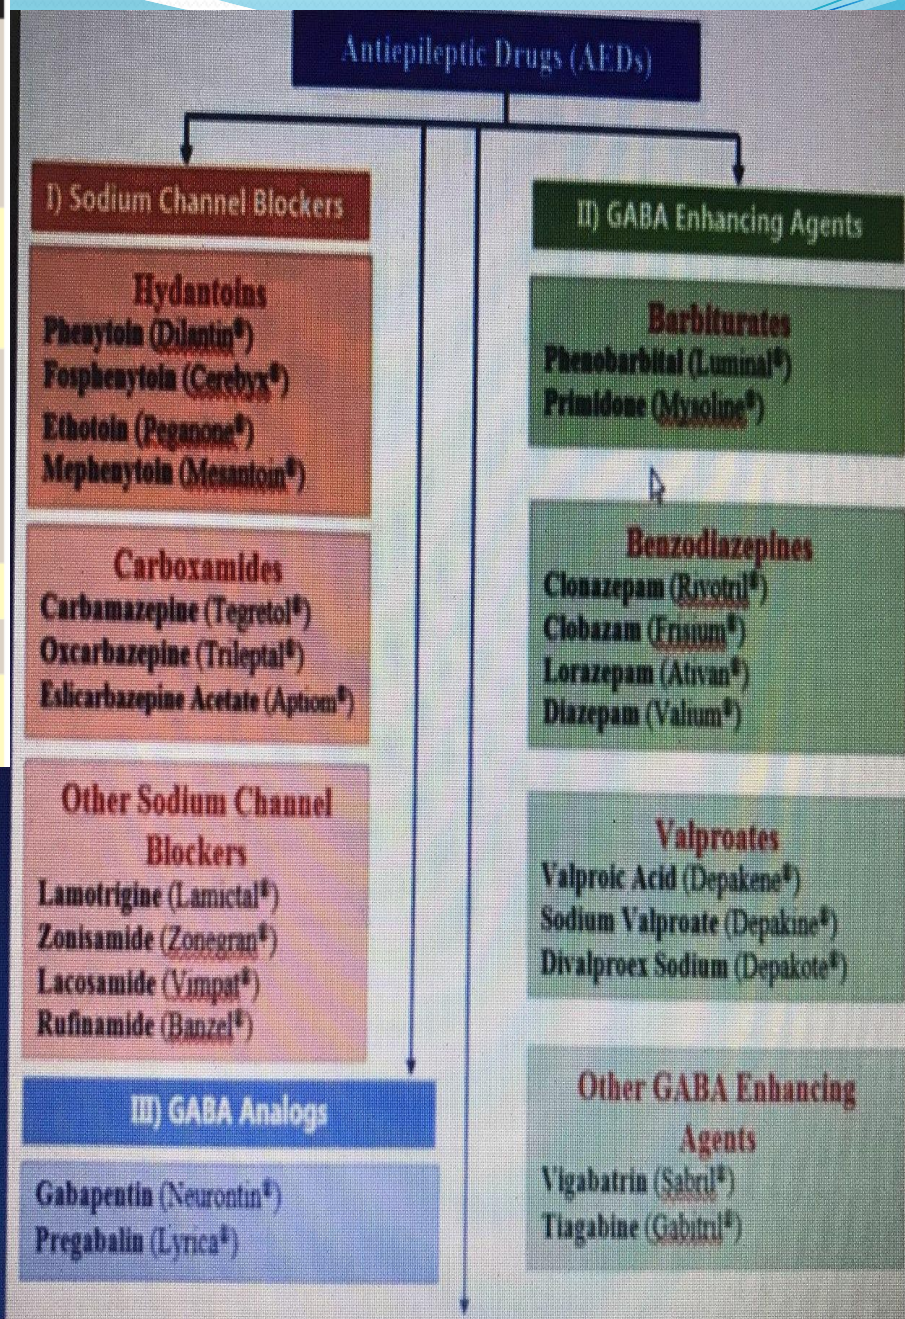 Antiepileptic Drugs (AEDs)
I) Sodium Channel Blockers
Hydantoins
Phenytoin (Dilantin®)
Fosphenytoin (Cerebyx®)
Ethotoin (Peganone®)
Mephenytoin (Mesantoin®)
Carboxamides
Carbamazepine (Tegretol®)
Oxcarbazepine (Trileptal®)
Eslicarbazepine Acetate (Aptiom®)
Other Sodium Channel
Blockers
Lamotrigine (Lamictal®)
Zonisamide (Zonegran®)
Lacosamide (Vimpat®)
Rufinamide (Banzel®)
II) GABA Enhancing Agents
Barbiturates
Phenobarbital (Luminal®)
Primidone (Mysoline®)
Benzodiazepines
Clonazepam (Rivotril®)
Clobazam (Frisium®)
Lorazepam (Ativan®)
Diazepam (Valium®)
Valproates
Valproic Acid (Depakene®)
Sodium Valproate (Depakine®)
Divalproex Sodium (Depakote®)
Other GABA Enhancing
Agents
Vigabatrin (Sabril®)
Tiagabine (Gabitril®)
III) GABA Analogs
Gabapentin (Neurontin®)
Pregabalin (Lyrica®)